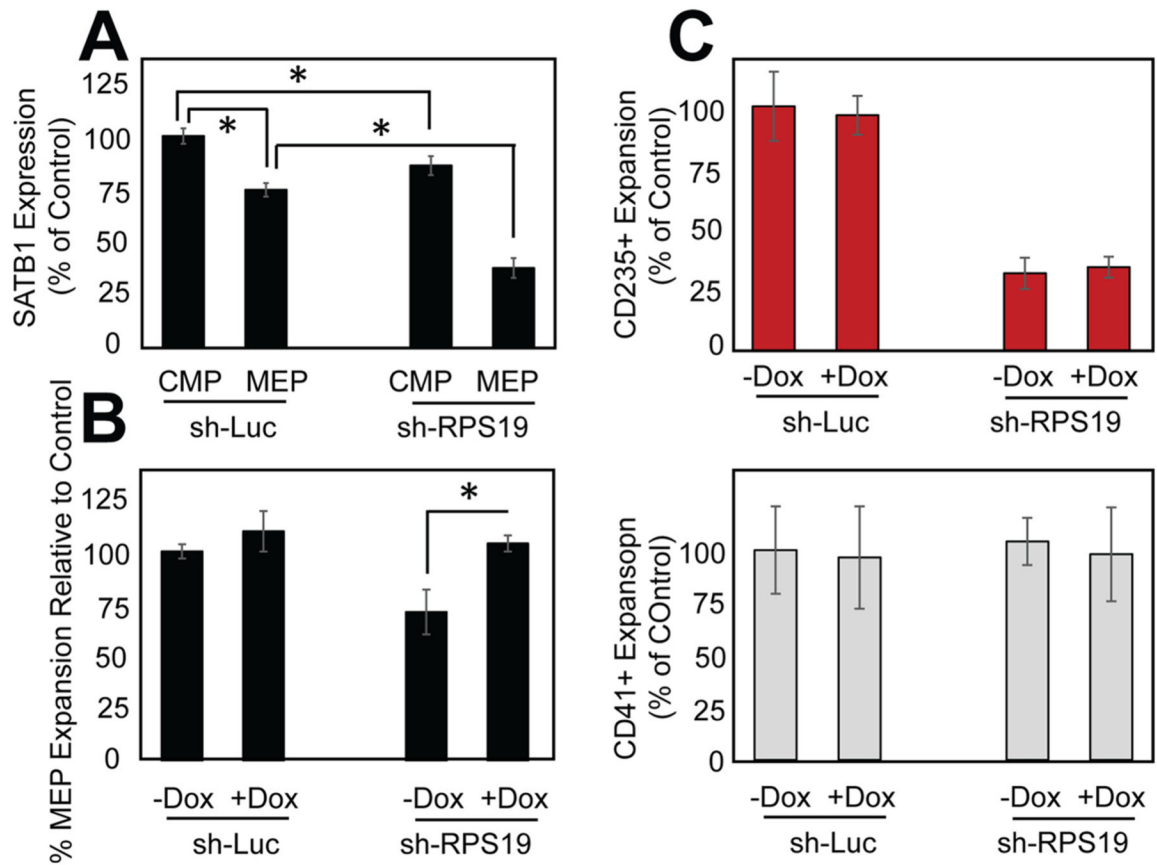 A
SATB1 Expression
(% of Control)
125
100
75
50
25
0
*
*
*
CMP MEP CMP MEP
sh-Luc sh-RPS19
B
% MEP Expansion Relative to Control
125
100
75
50
25
0
*
-Dox +Dox -Dox +Dox
sh-Luc sh-RPS19
C
CD235+ Expansion
(% of Control)
100
75
50
25
0
-Dox +Dox -Dox +Dox
sh-Luc sh-RPS19
CD41+ Expansopn
(% of COntrol)
100
75
50
25
0
-Dox +Dox -Dox +Dox
sh-Luc sh-RPS19